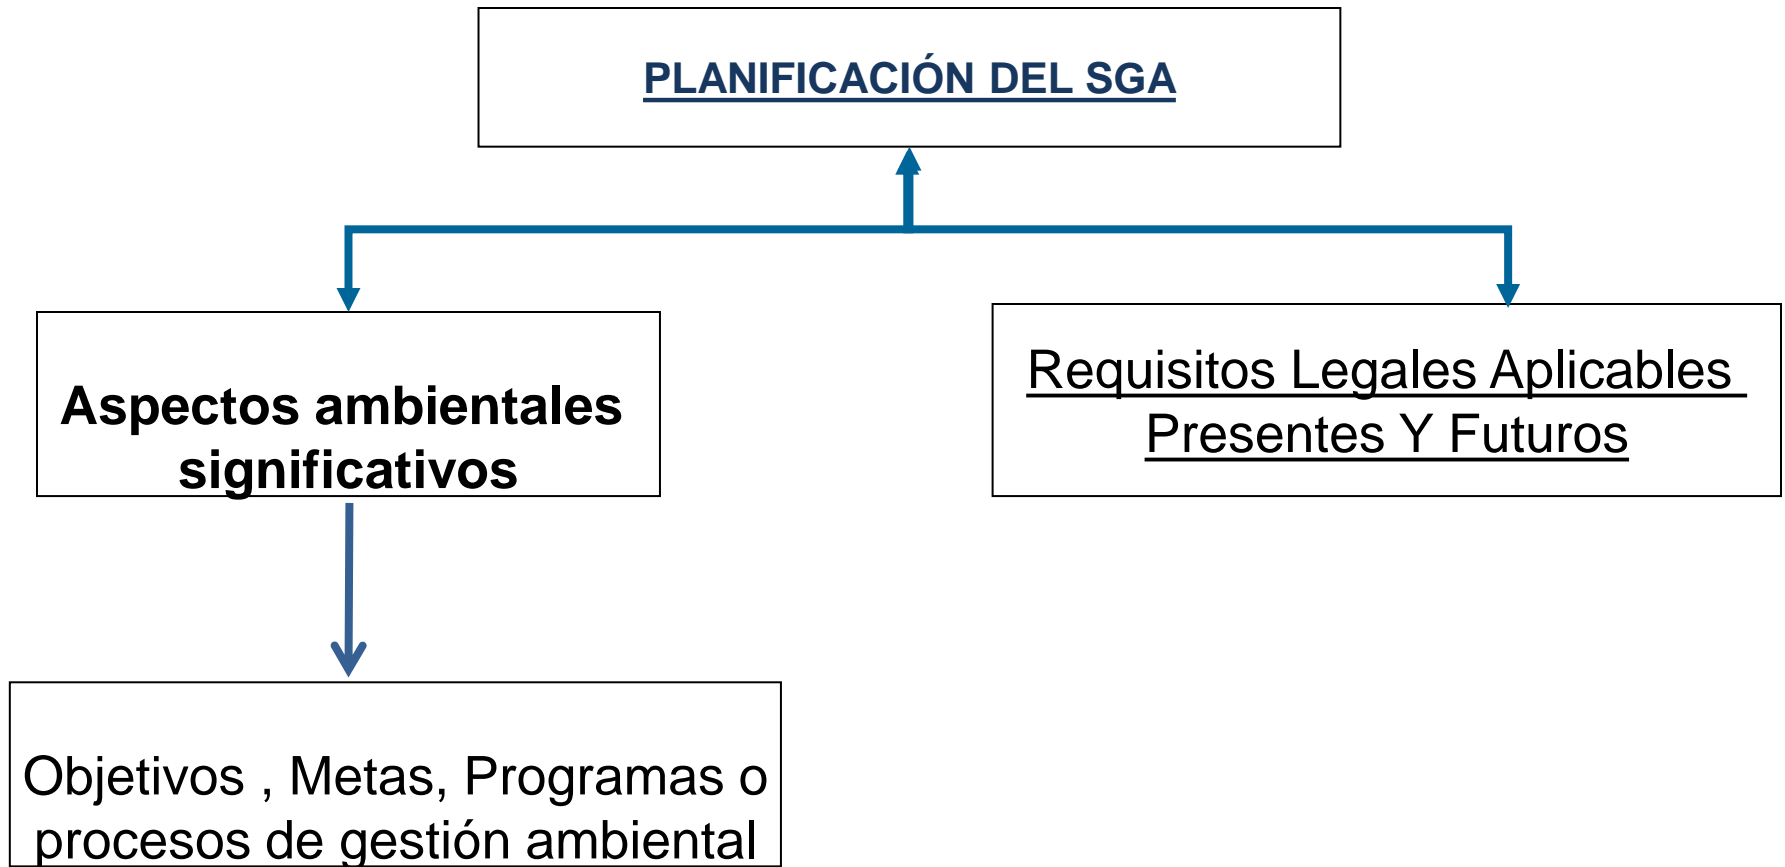 PLANIFICACIÓN DEL SGA
Aspectos ambientales
significativos
Requisitos Legales Aplicables
Presentes Y Futuros
Objetivos , Metas, Programas o
procesos de gestión ambiental